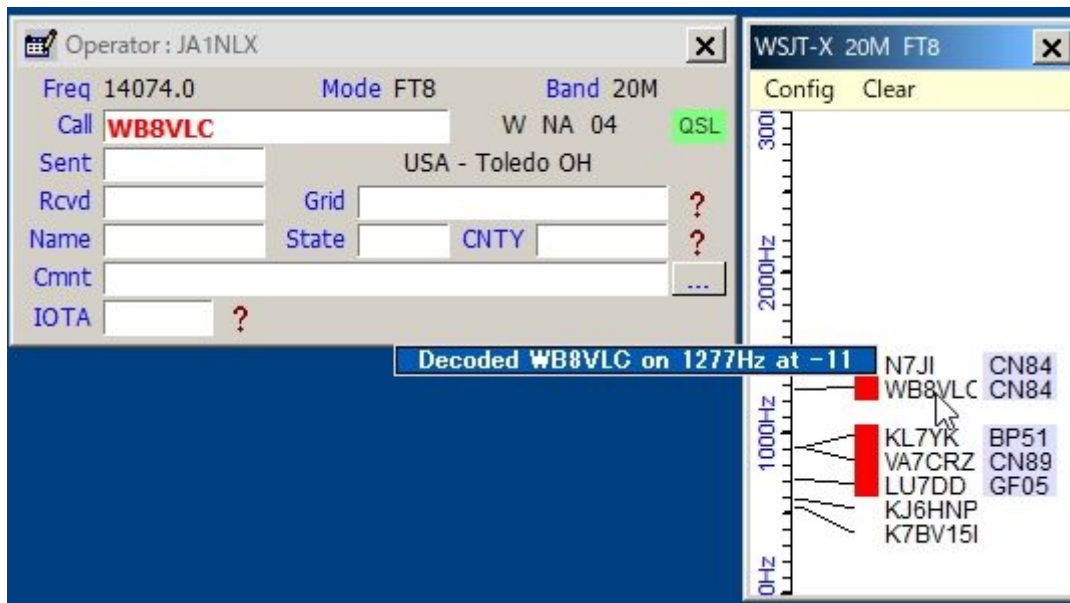 Operator : JA1NLX
Freq 14074.0 Mode FT8 Band 20M
Call WB8VLC W NA 04 QSL
Sent USA - Toledo OH
Rcvd Grid ?
Name State CNTY ?
Cmnt ...
IOTA ?
Decoded WB8VLC on 1277Hz at -11
WSJT-X 20M FT8
Config Clear
300
2000Hz
1000Hz
0Hz
N7JI CN84
WB8VLC CN84
KL7YK BP51
VA7CRZ CN89
LU7DD GF05
KJ6HNP
K7BV15I